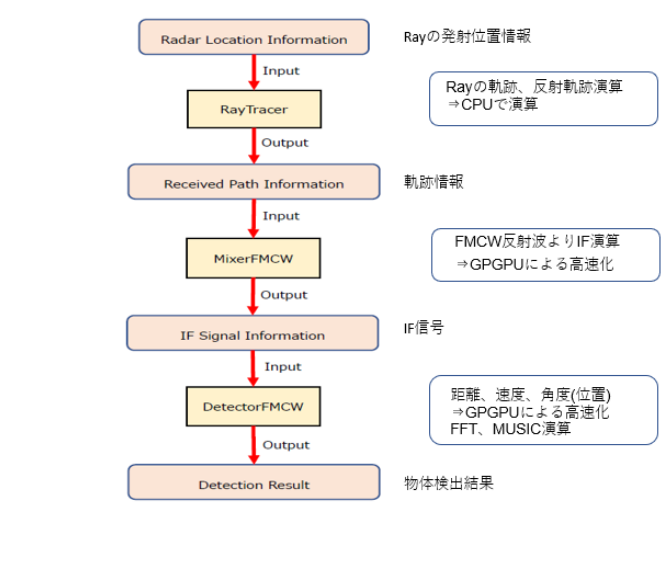 Radar Location Information
Rayの発射位置情報
Input
RayTracer
Rayの軌跡、反射軌跡演算
⇒CPUで演算
Output
Received Path Information
軌跡情報
Input
MixerFMCW
FMCW反射波よりIF演算
⇒GPGPUによる高速化
Output
IF Signal Information
IF信号
Input
DetectorFMCW
距離、速度、角度(位置)
⇒GPGPUによる高速化
FFT、MUSIC演算
Output
Detection Result
物体検出結果